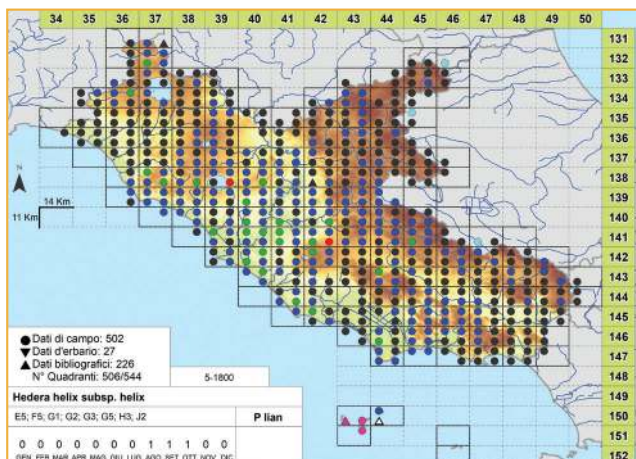 34 35 36 37 38 39 40 41 42 43 44 45 46 47 48 49 50
131
132
133
134
135
136
137
138
139
140
141
142
143
144
145
146
147
148
149
150
151
152
N
14 Km
11 Km
Dati di campo: 502
Dati d'erbario: 27
Dati bibliografici: 226
N° Quadranti: 506/544
5-1800
Hedera helix subsp. helix
E5; F5; G1; G2; G3; G5; H3; J2
P lian
0 0 0 0 0 0 0 1 1 1 0 0
GEN FEB MAR APR MAG GIU LUG AGO SET OTT NOV DIC